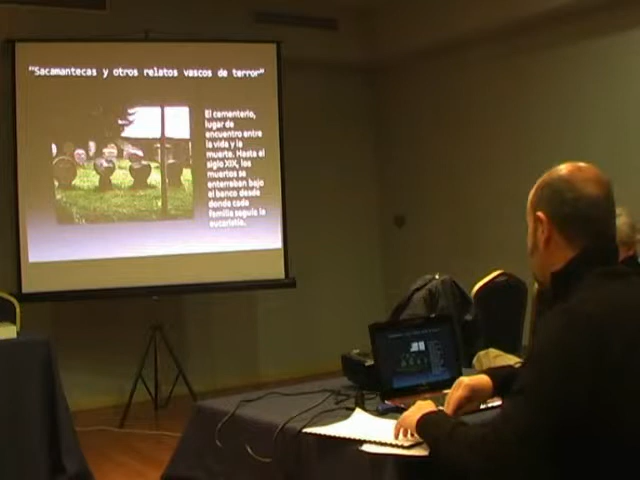 "Sacamantecas y otros relatos vascos de terror"
El cementerio,
lugar de
encuentro entre
la vida y la
muerte. Hasta el
siglo XIX, los
muertos se
enterraban bajo
el banco desde
donde cada
familia seguía la
eucaristía.